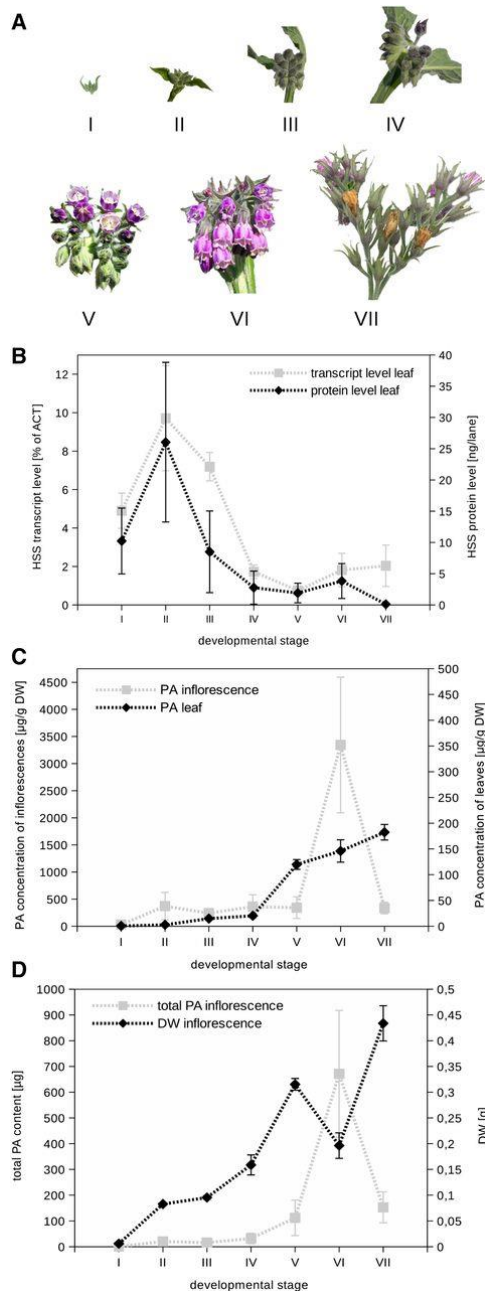 A
I II III IV
V VI VII
B
transcript level leaf
protein level leaf
HSS transcript level [% of ACT]
12
10
8
6
4
2
0
40
35
30
25
20
15
10
5
0
HSS protein level [ng/lane]
I II III IV V VI VII
developmental stage
C
PA inflorescence
PA leaf
PA concentration of inflorescences [µg/g DW]
4500
4000
3500
3000
2500
2000
1500
1000
500
0
500
450
400
350
300
250
200
150
100
50
0
PA concentration of leaves [µg/g DW]
I II III IV V VI VII
developmental stage
D
total PA inflorescence
DW inflorescence
total PA content [µg]
1000
900
800
700
600
500
400
300
200
100
0
0,5
0,45
0,4
0,35
0,3
0,25
0,2
0,15
0,1
0,05
0
DW [g]
I II III IV V VI VII
developmental stage